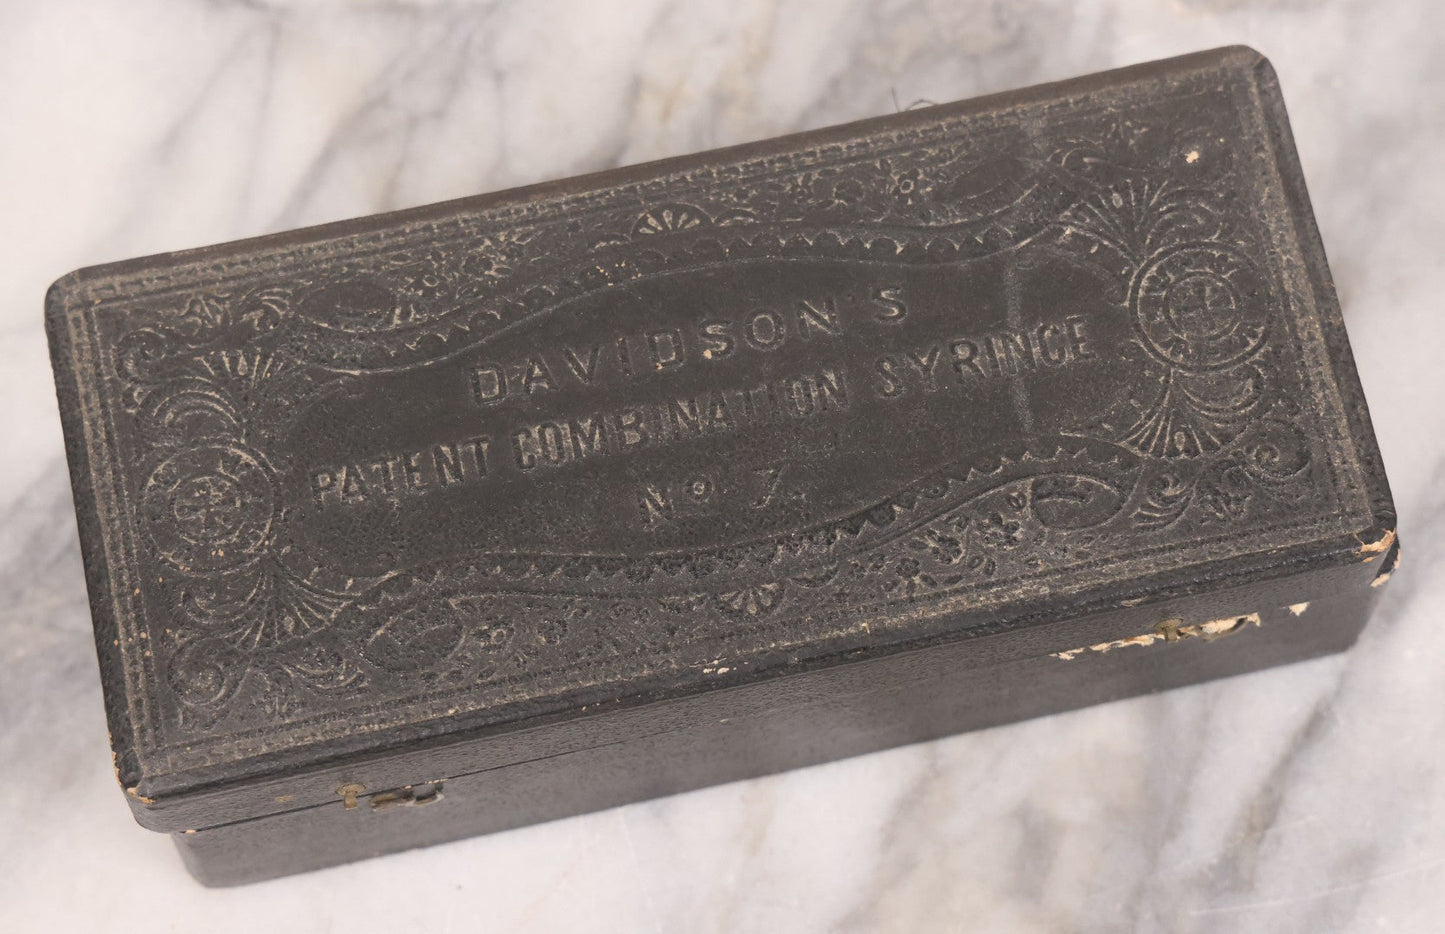 DAVIDSON'S
PATENT COMBINATION SYRINGE
No 7.